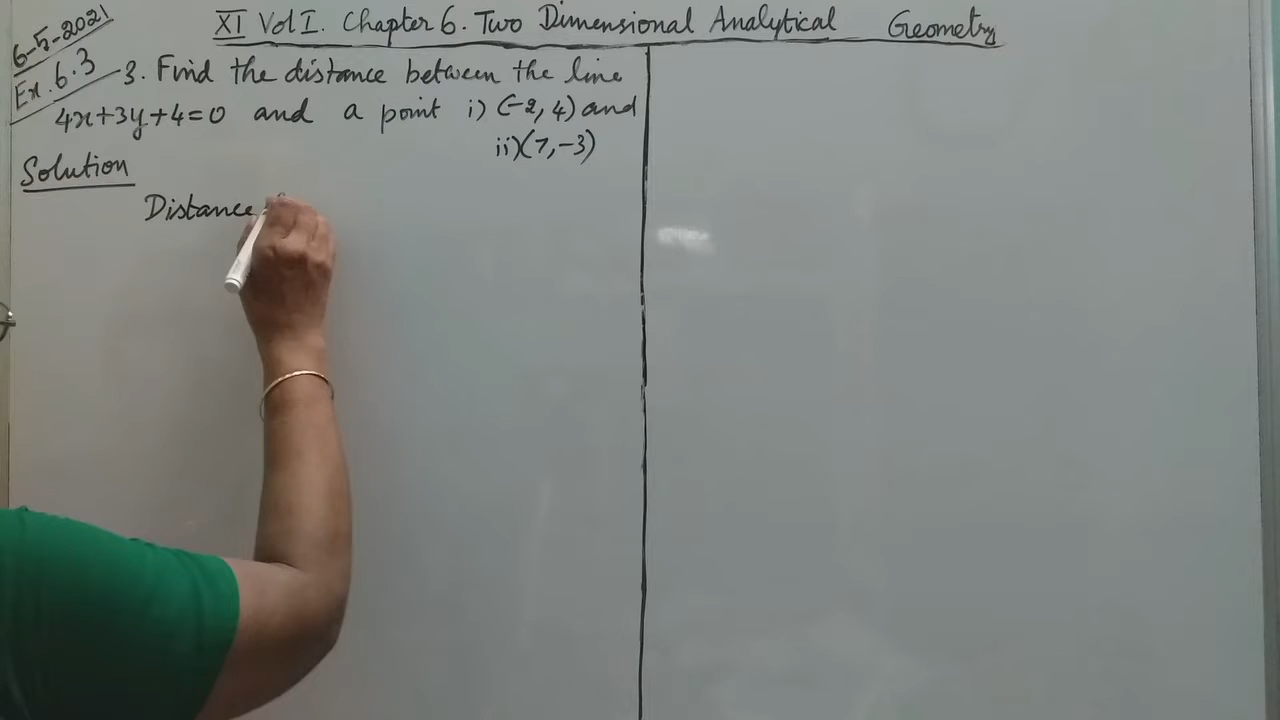 XI Vol I. Chapter 6. Two Dimensional Analytical Geometry
6-5-2021
Ex. 6.3
3. Find the distance between the line
4x+3y+4=0 and a point i) (-2, 4) and
ii) (7, -3)
Solution
Distance